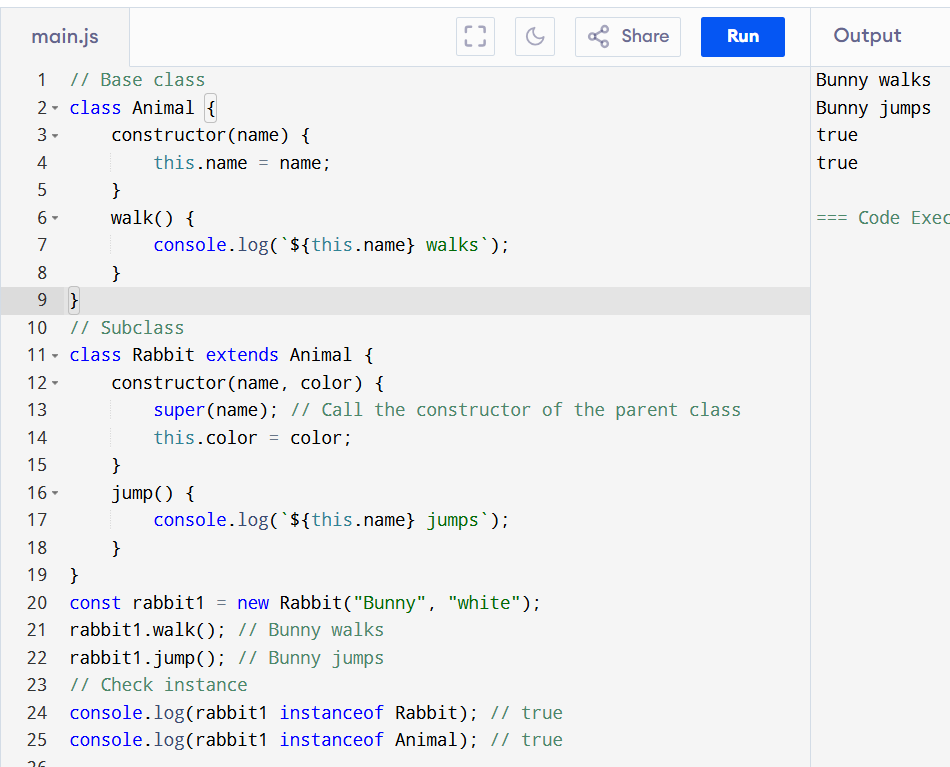 main.js
Share
Run
Output
1 // Base class
2 class Animal {
3     constructor(name) {
4         this.name = name;
5     }
6     walk() {
7         console.log(`${this.name} walks`);
8     }
9 }
10 // Subclass
11 class Rabbit extends Animal {
12     constructor(name, color) {
13         super(name); // Call the constructor of the parent class
14         this.color = color;
15     }
16     jump() {
17         console.log(`${this.name} jumps`);
18     }
19 }
20 const rabbit1 = new Rabbit("Bunny", "white");
21 rabbit1.walk(); // Bunny walks
22 rabbit1.jump(); // Bunny jumps
23 // Check instance
24 console.log(rabbit1 instanceof Rabbit); // true
25 console.log(rabbit1 instanceof Animal); // true
Bunny walks
Bunny jumps
true
true
=== Code